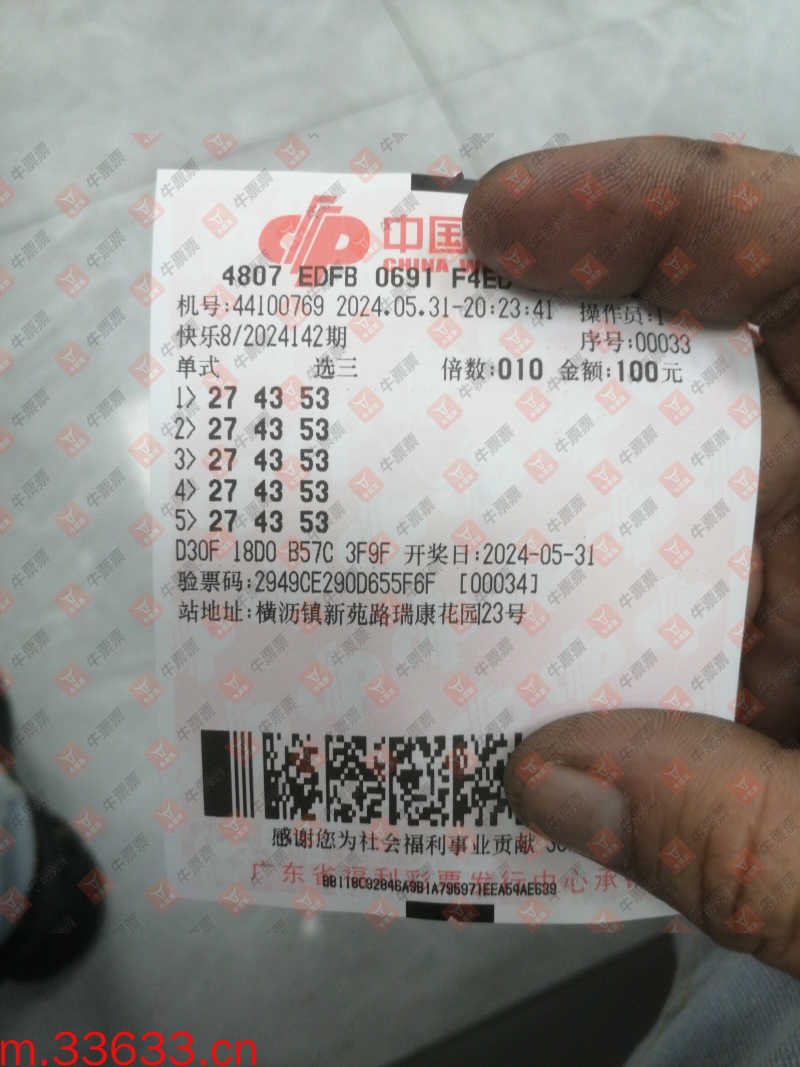 中国
CHINA W
4807 EDFB 0691 F4ED
机号:44100769 2024.05.31-20:23:41 操作员:1
快乐8/2024142期 序号:00033
单式 选三 倍数:010 金额:100元
1> 27 43 53
2> 27 43 53
3> 27 43 53
4> 27 43 53
5> 27 43 53
D30F 18D0 B57C 3F9F 开奖日:2024-05-31
验票码:2949CE290D655F6F [00034]
站地址:横沥镇新苑路瑞康花园23号
感谢您为社会福利事业贡献
广东省福利彩票发行中心承
BB118C92846A9B1A795971EEA54AE639
牛票票
m.33633.cn